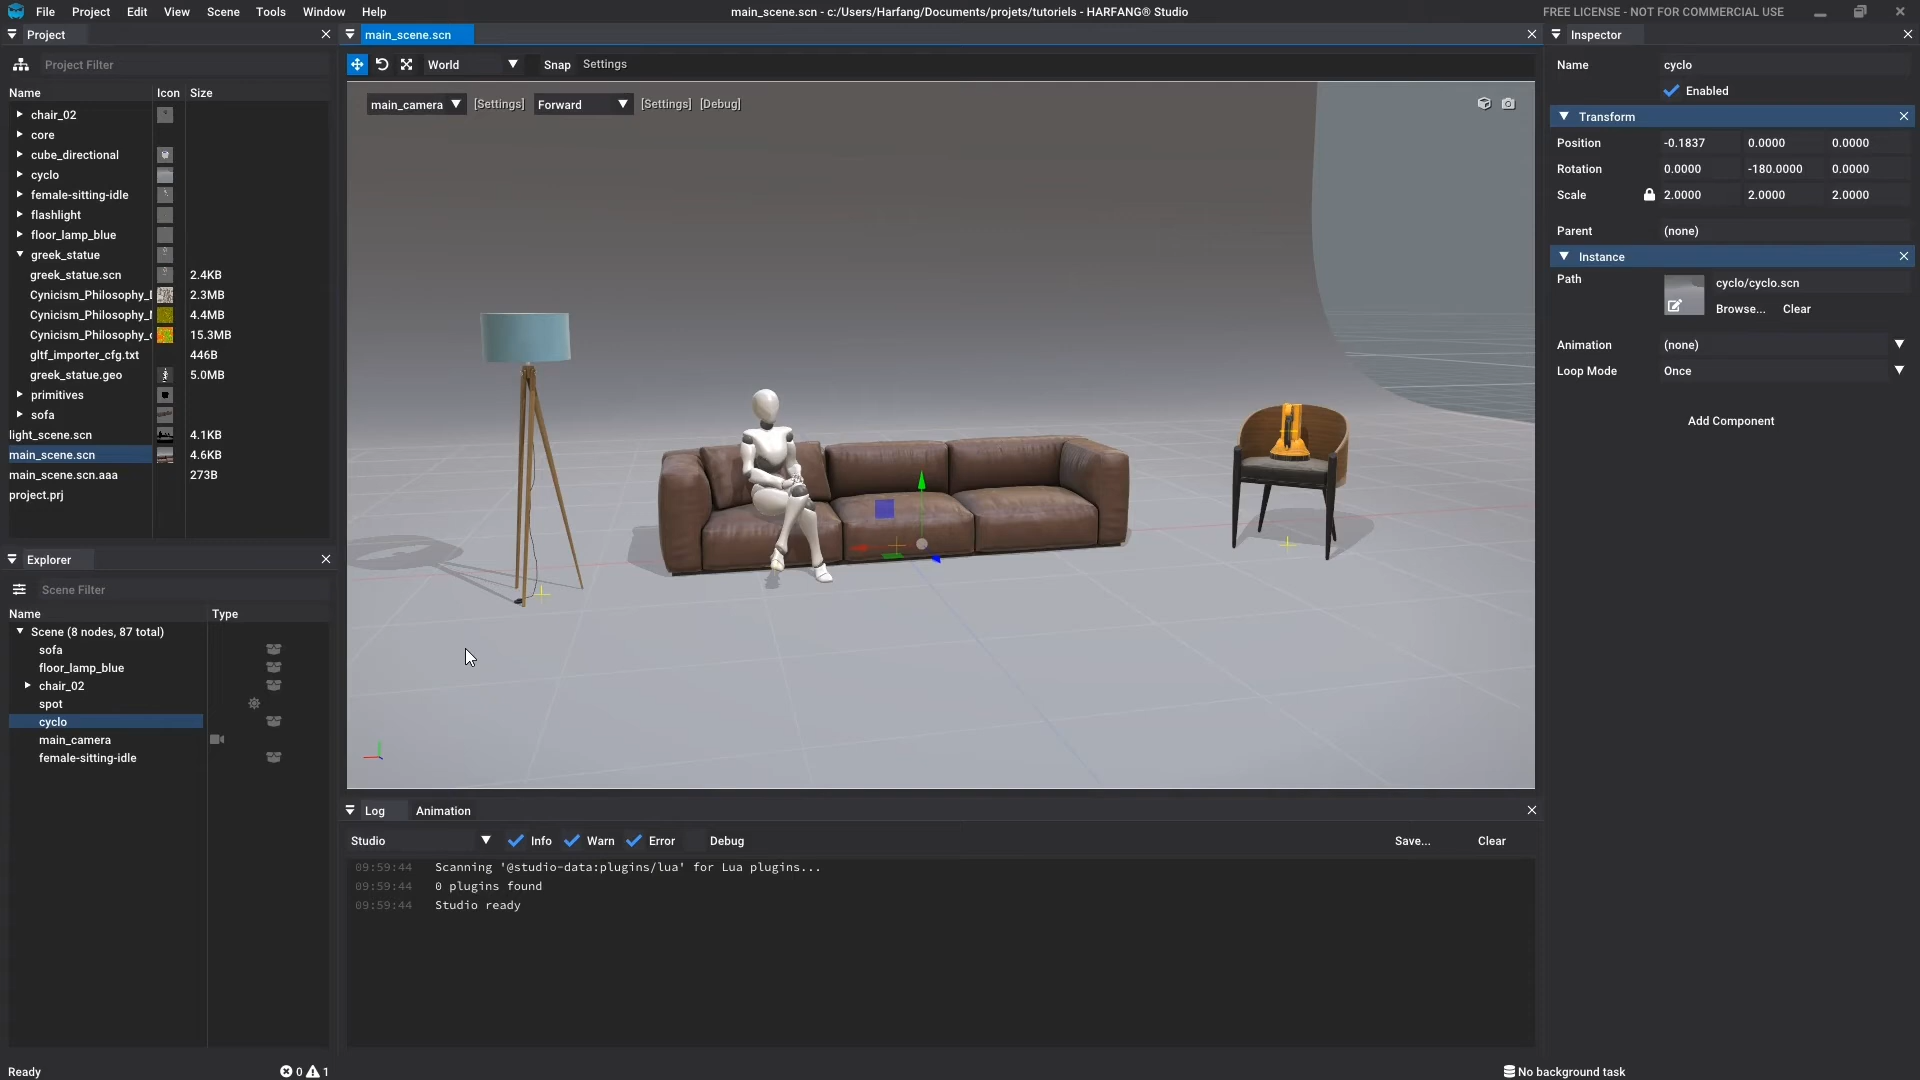 File Project Edit View Scene Tools Window Help
main_scene.scn - c:/Users/Harfang/Documents/projets/tutoriels - HARFANG® Studio
FREE LICENSE - NOT FOR COMMERCIAL USE
Project
Project Filter
Name Icon Size
chair_02
core
cube_directional
cyclo
female-sitting-idle
flashlight
floor_lamp_blue
greek_statue
greek_statue.scn 2.4KB
Cynicism_Philosophy_ 2.3MB
Cynicism_Philosophy_ 4.4MB
Cynicism_Philosophy_ 15.3MB
gltf_importer_cfg.txt 446B
greek_statue.geo 5.0MB
primitives
sofa
light_scene.scn 4.1KB
main_scene.scn 4.6KB
main_scene.scn.aaa 273B
project.prj
Explorer
Scene Filter
Name Type
Scene (8 nodes, 87 total)
sofa
floor_lamp_blue
chair_02
spot
cyclo
main_camera
female-sitting-idle
main_scene.scn
World Snap Settings
main_camera [Settings] Forward [Settings] [Debug]
Log Animation
Studio Info Warn Error Debug Save... Clear
09:59:44 Scanning '@studio-data:plugins/lua' for Lua plugins...
09:59:44 0 plugins found
09:59:44 Studio ready
Inspector
Name cyclo
Enabled
Transform
Position -0.1837 0.0000 0.0000
Rotation 0.0000 -180.0000 0.0000
Scale 2.0000 2.0000 2.0000
Parent (none)
Instance
Path cyclo/cyclo.scn
Browse... Clear
Animation (none)
Loop Mode Once
Add Component
Ready 0 1 No background task